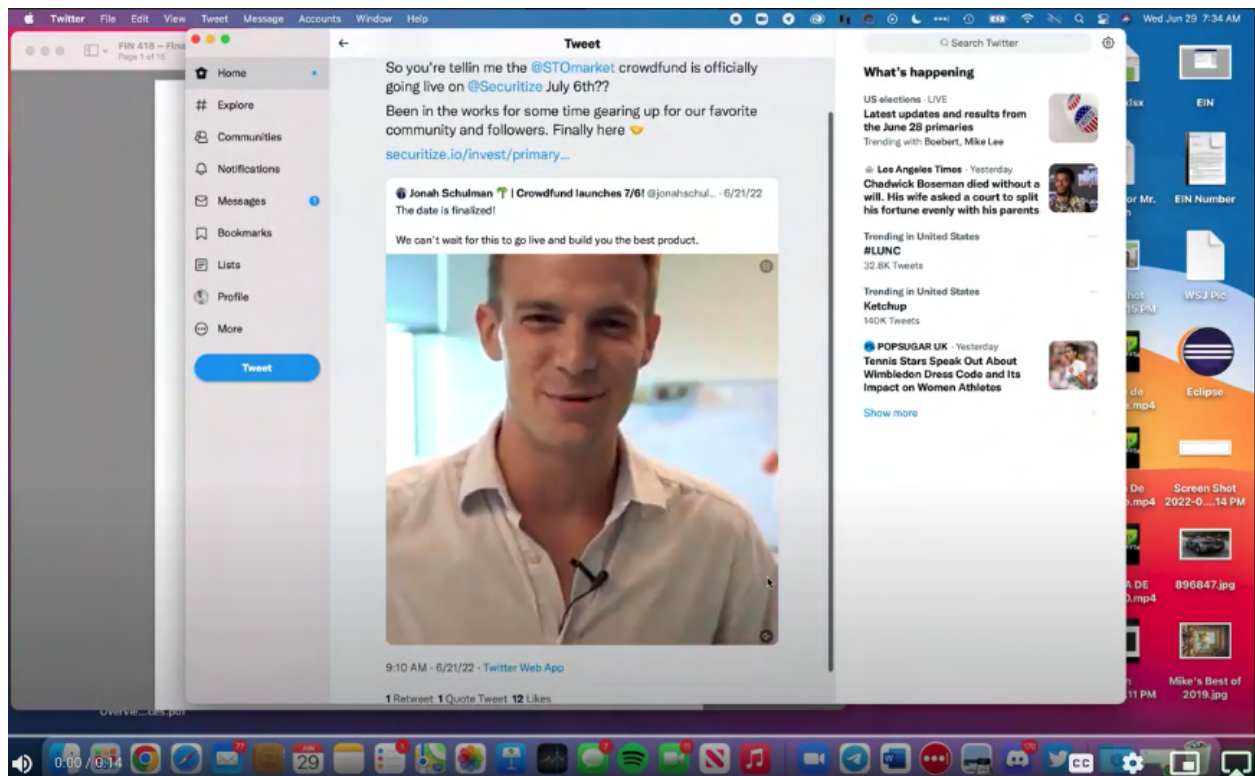 Twitter File Edit View Tweet Message Accounts Window Help
Wed Jun 29 7:34 AM
FIN 418 – Fina
Page 1 of 15
Home
Explore
Communities
Notifications
Messages
Bookmarks
Lists
Profile
More
Tweet
Tweet
So you're tellin me the @STOmarket crowdfund is officially
going live on @Securitize July 6th??
Been in the works for some time gearing up for our favorite
community and followers. Finally here
securitize.io/invest/primary...
Jonah Schulman | Crowdfund launches 7/6! @jonahschul... · 6/21/22
The date is finalized!
We can't wait for this to go live and build you the best product.
9:10 AM · 6/21/22 · Twitter Web App
1 Retweet 1 Quote Tweet 12 Likes
Search Twitter
What's happening
US elections · LIVE
Latest updates and results from
the June 28 primaries
Trending with Boebert, Mike Lee
Los Angeles Times · Yesterday
Chadwick Boseman died without a
will. His wife asked a court to split
his fortune evenly with his parents
Trending in United States
#LUNC
32.8K Tweets
Trending in United States
Ketchup
140K Tweets
POPSUGAR UK · Yesterday
Tennis Stars Speak Out About
Wimbledon Dress Code and Its
Impact on Women Athletes
Show more
EIN
or Mr.
EIN Number
WSJ Pic
Eclipse
Screen Shot
2022-0....14 PM
896847.jpg
Mike's Best of
2019.jpg
0:00 / 0:14
77
JUN
29
CC